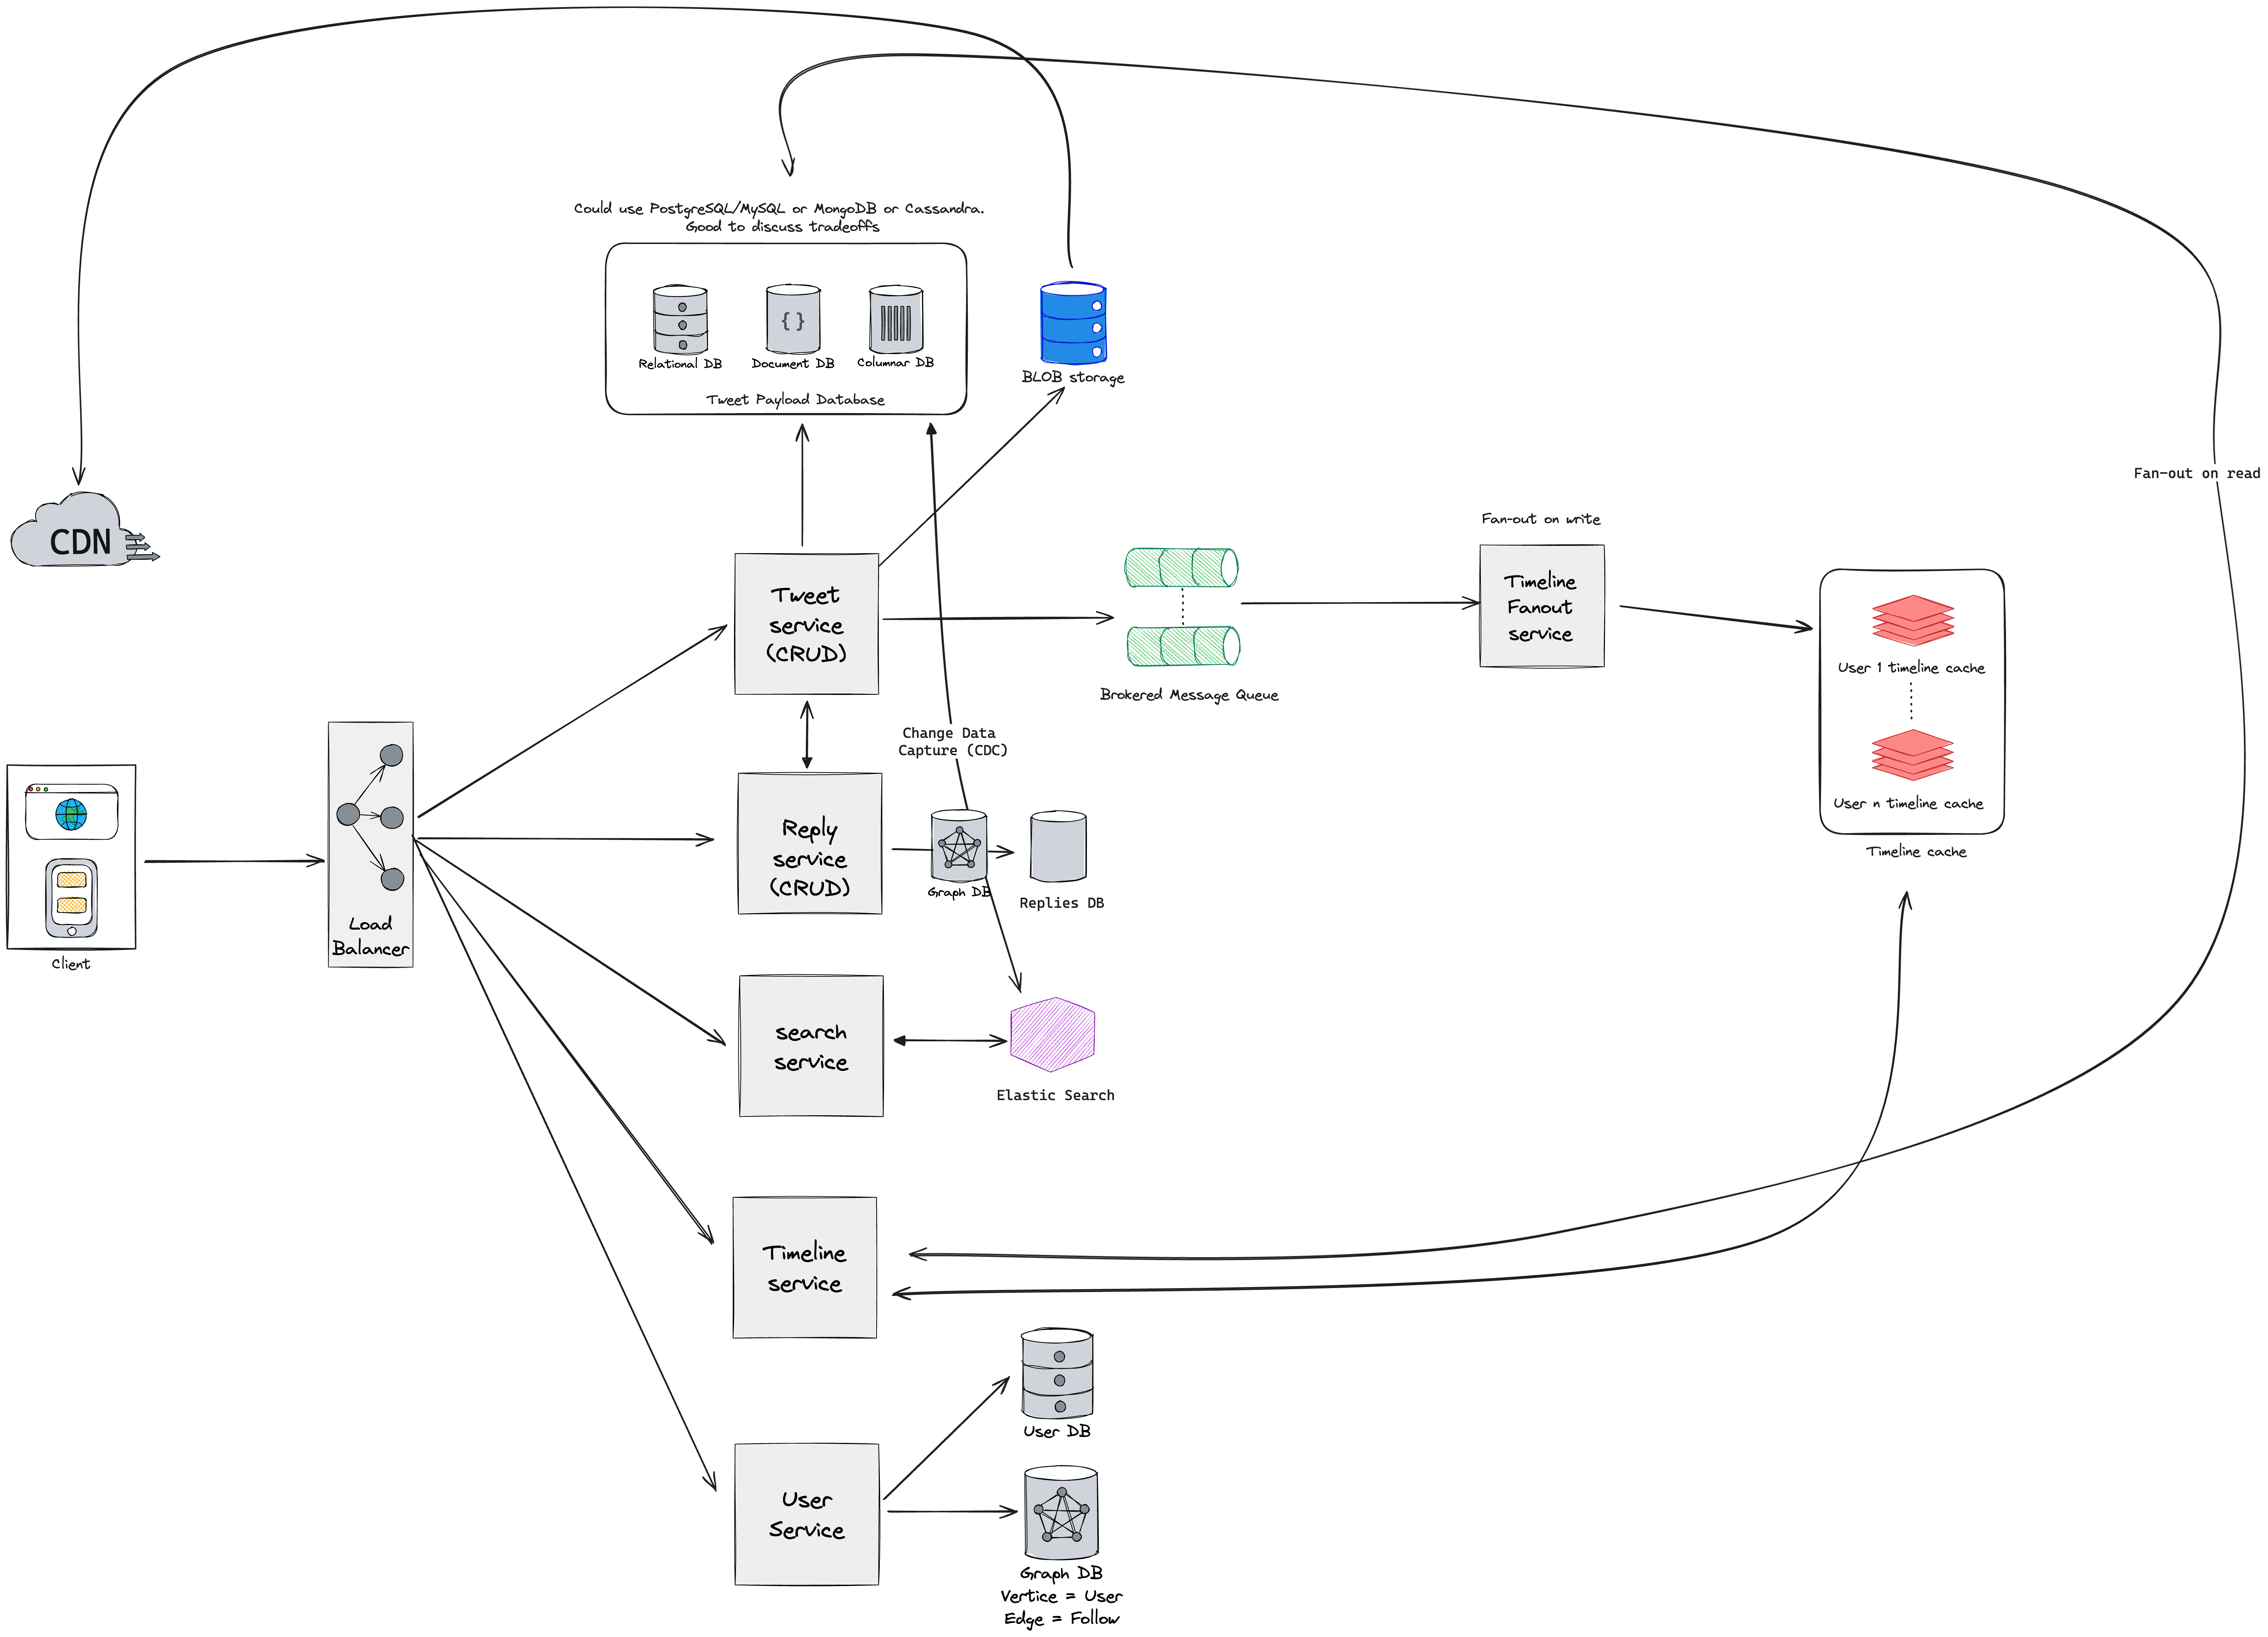 Could use PostgreSQL/MySQL or MongoDB or Cassandra.
Good to discuss tradeoffs
{ }
Relational DB
Document DB
Columnar DB
Tweet Payload Database
BLOB storage
Fan-out on read
CDN
Fan-out on write
Tweet
service
(CRUD)
Timeline
Fanout
service
User 1 timeline cache
Brokered Message Queue
Change Data
Capture (CDC)
User n timeline cache
Timeline cache
Reply
service
(CRUD)
Graph DB
Replies DB
Load
Balancer
Client
search
service
Elastic Search
Timeline
service
User DB
User
Service
Graph DB
Vertice = User
Edge = Follow